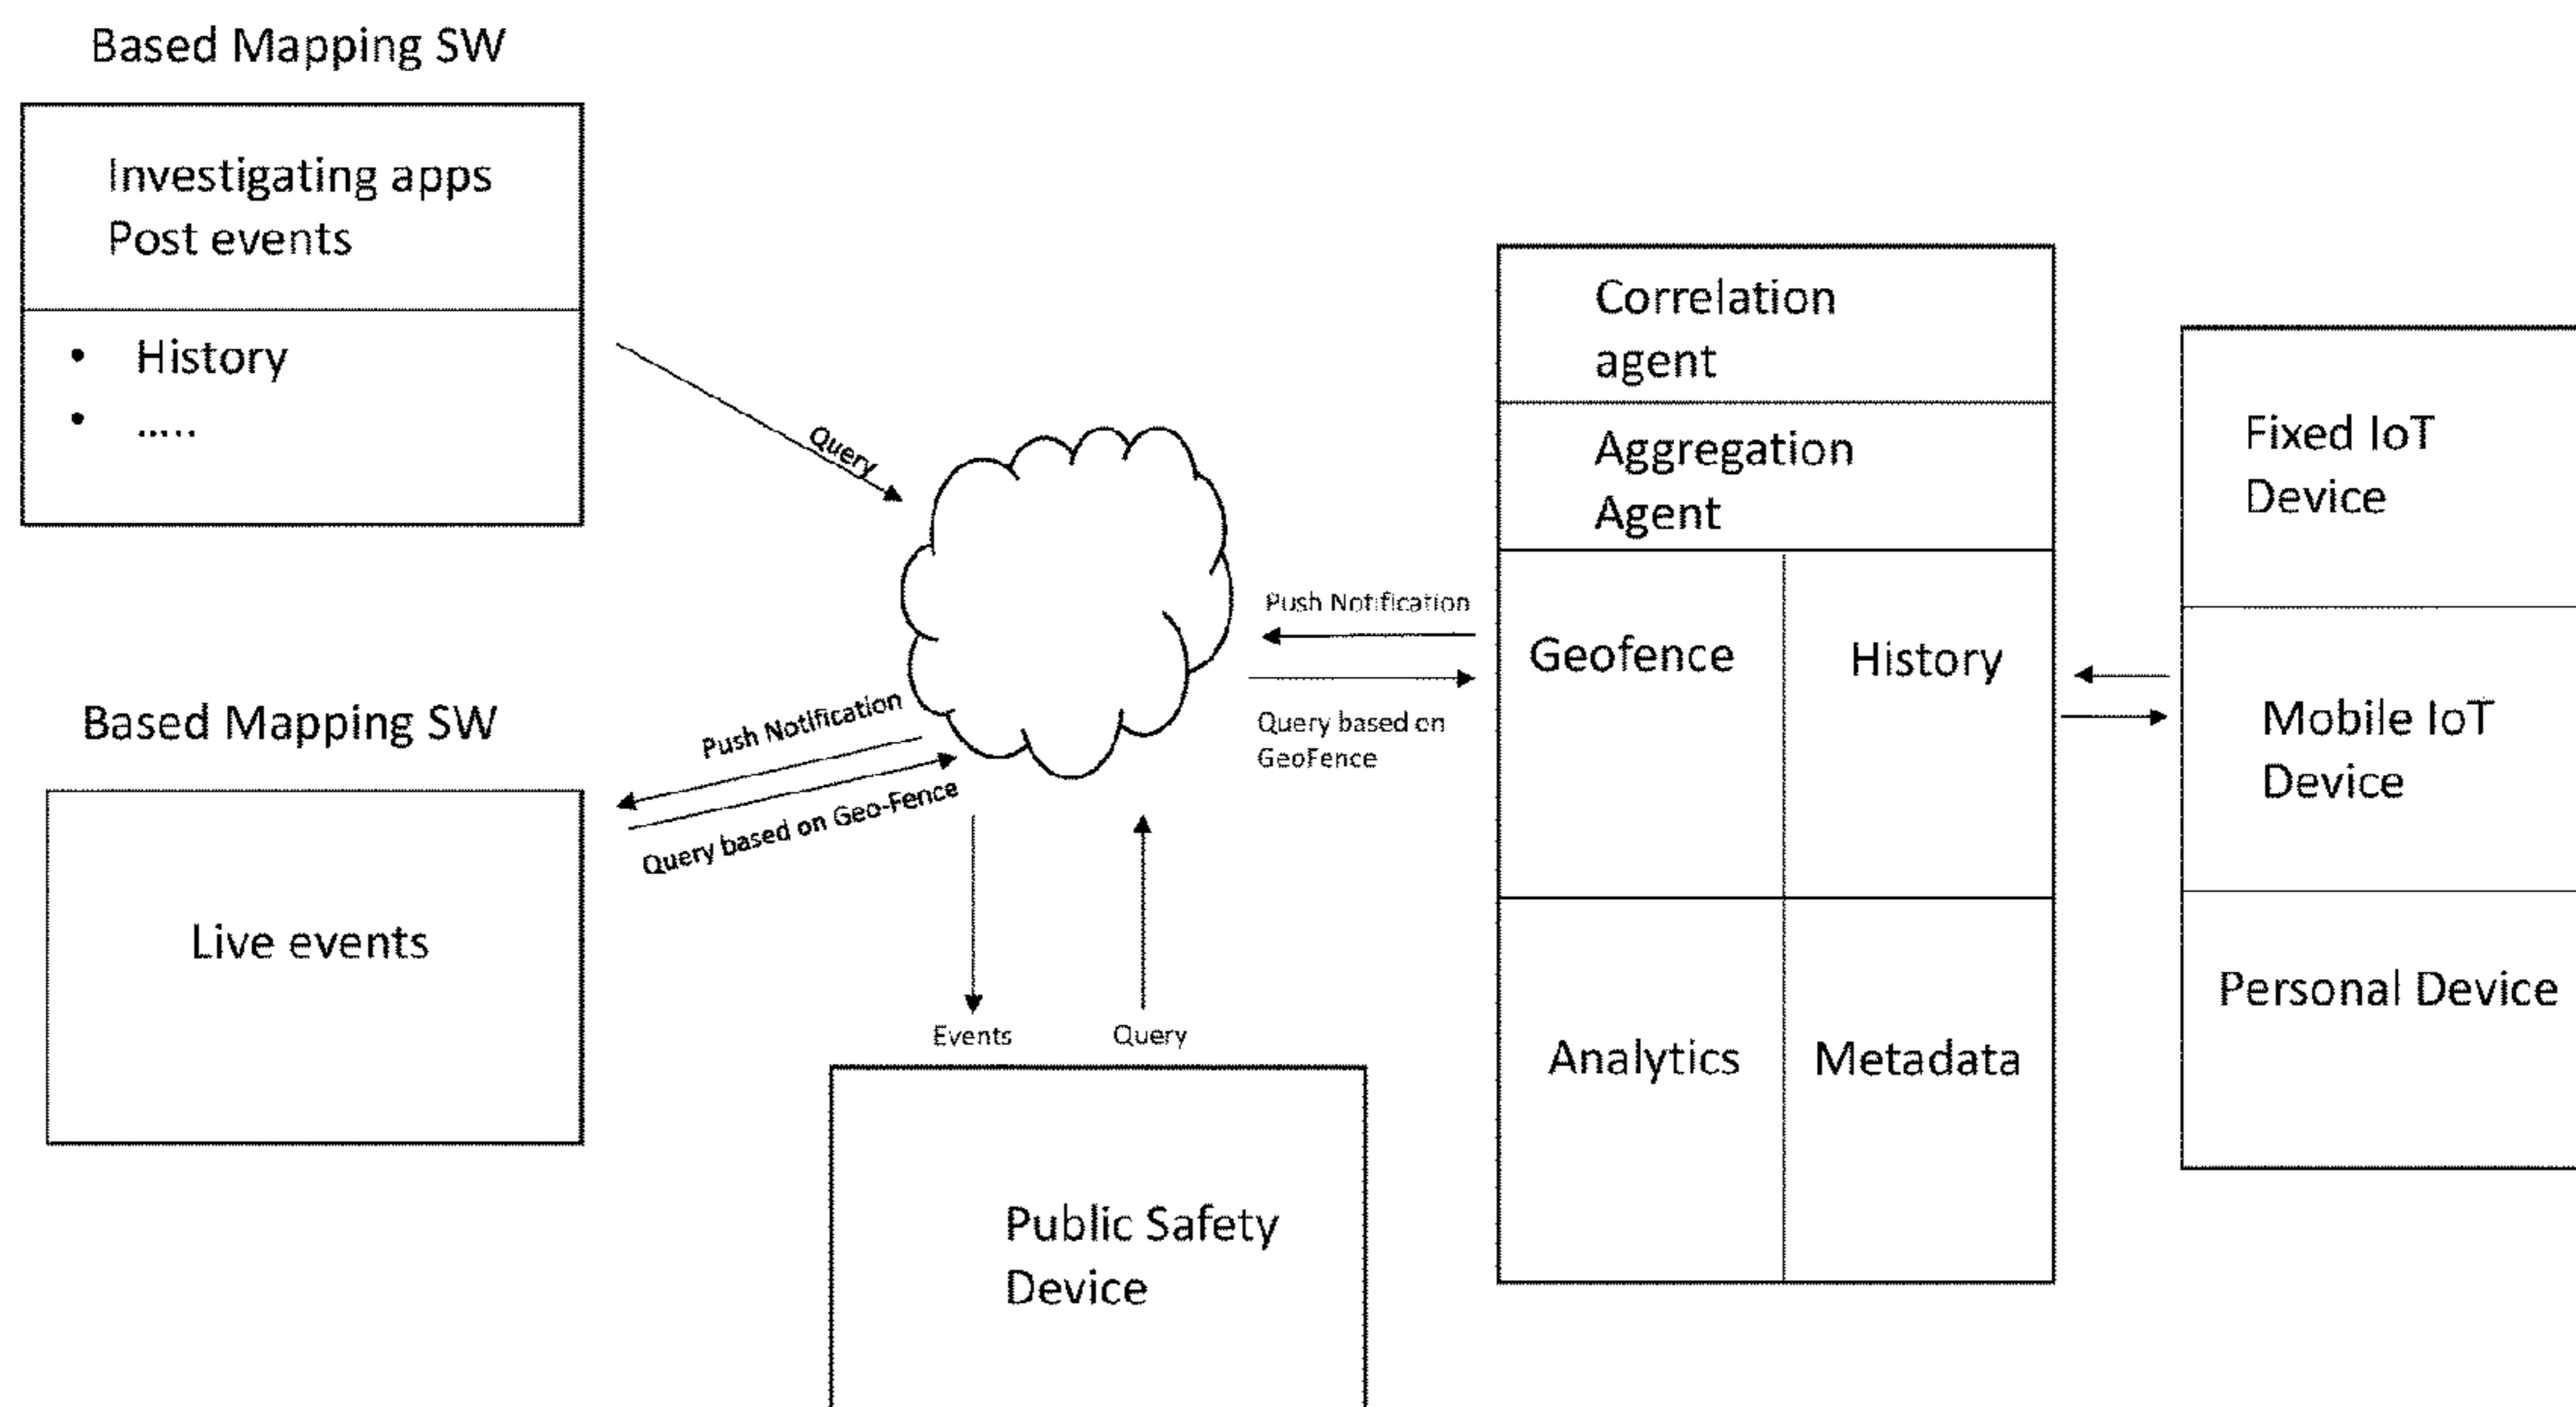 Based Mapping SW
Investigating apps
Post events
• History
• .....
Query
Based Mapping SW
Live events
Push Notification
Query based on Geo-Fence
Events
Query
Public Safety
Device
Push Notification
Query based on
GeoFence
Correlation
agent
Aggregation
Agent
Geofence
History
Analytics
Metadata
Fixed IoT
Device
Mobile IoT
Device
Personal Device